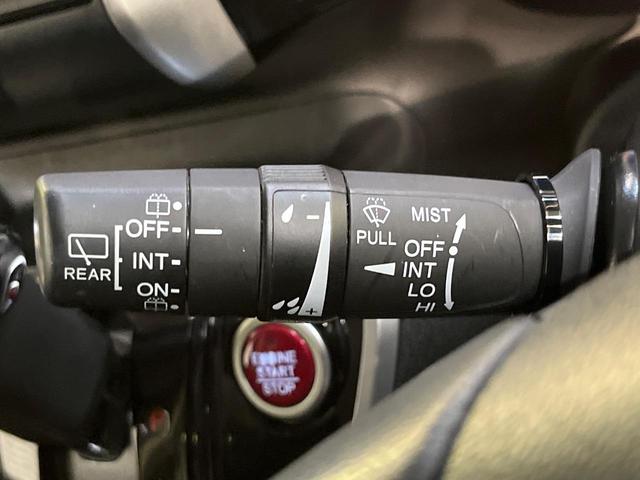 REAR
OFF
INT
ON
-
+
PULL
MIST
OFF
INT
LO
HI
ENGINE
START
STOP